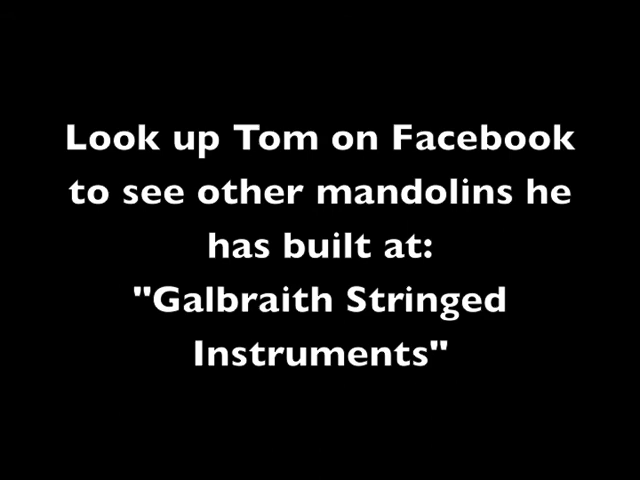 Look up Tom on Facebook
to see other mandolins he
has built at:
"Galbraith Stringed
Instruments"